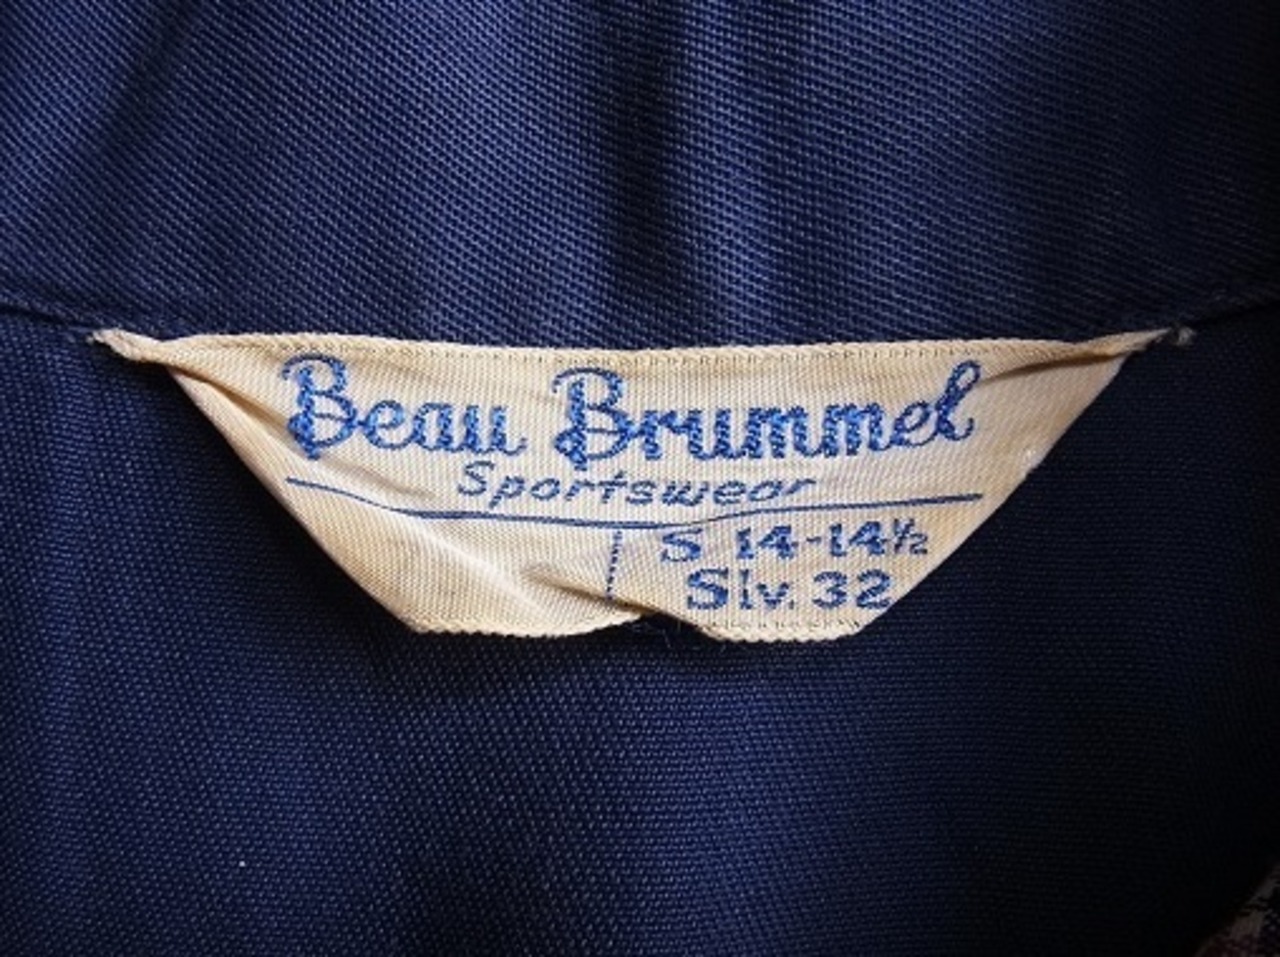 Beau Brummel
Sportswear
S 14-14½
Slv. 32